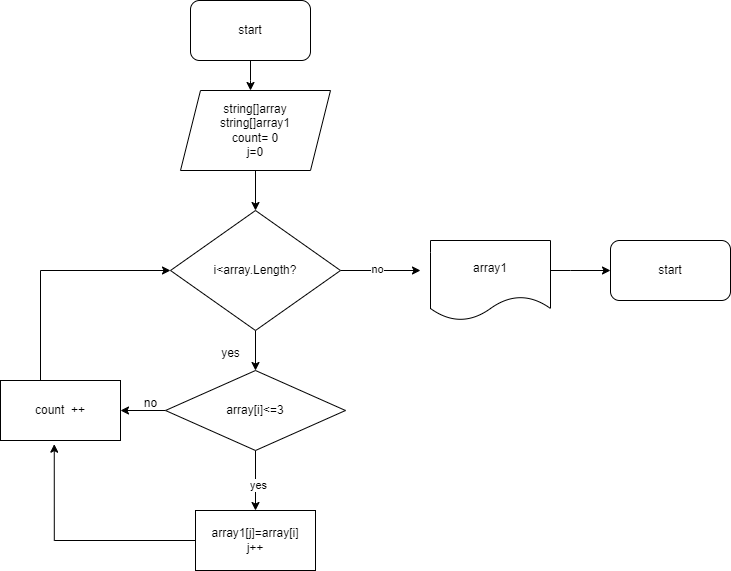 start
string[]array
string[]array1
count= 0
j=0
i<array.Length?
no
array1
start
yes
count  ++
no
array[i]<=3
yes
array1[j]=array[i]
j++